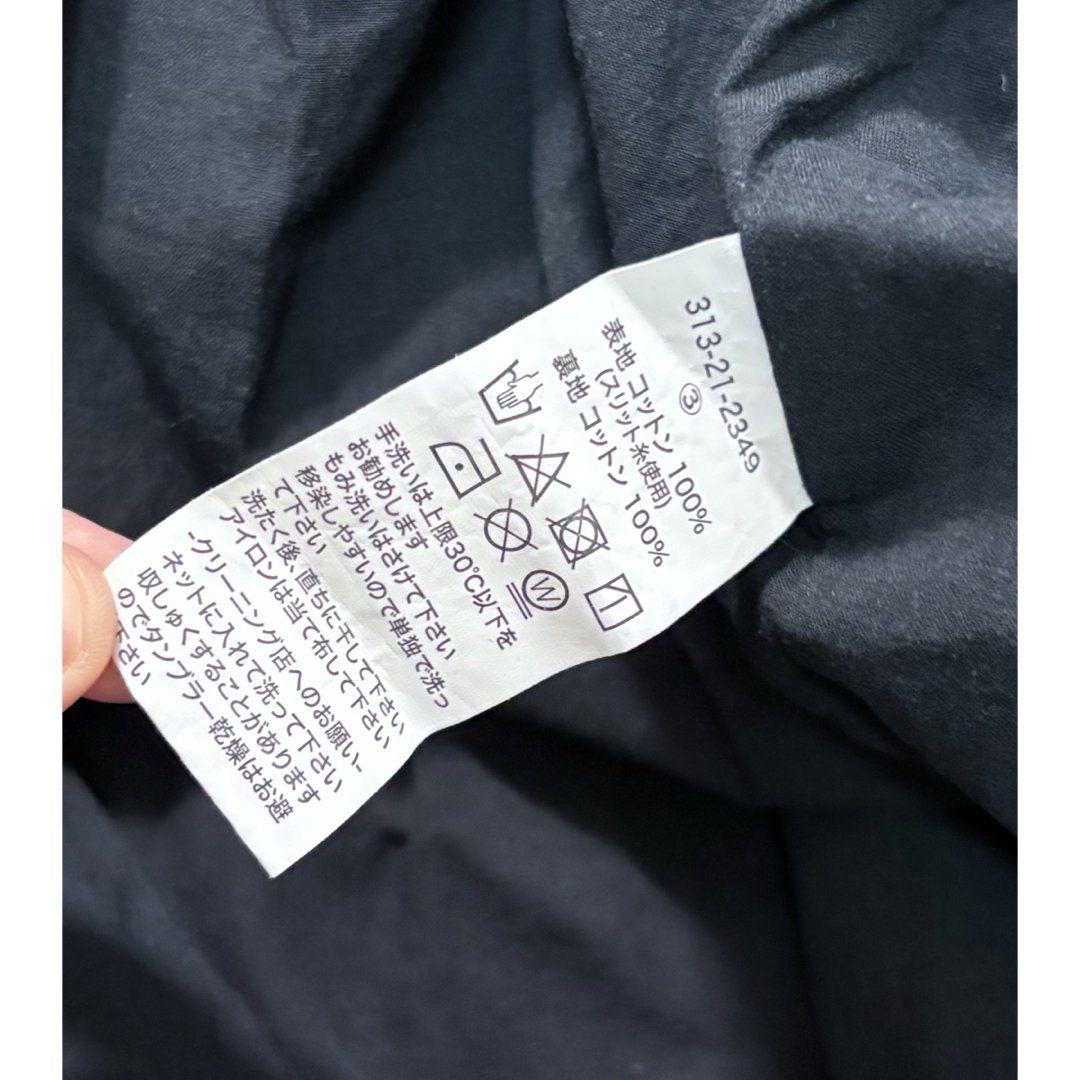 313-21-2349
③
表地 コットン 100%
(スリット糸使用)
裏地 コットン 100%
W
手洗いは上限30℃以下を
お勧めします
もみ洗いはさけて下さい
移染しやすいので単独で洗っ
て下さい
洗たく後、直ちに干して下さい
アイロンは当て布して下さい
-クリーニング店へのお願い-
ネットに入れて洗って下さい
収しゅくすることがあります
のでタンブラー乾燥はお避
下さい